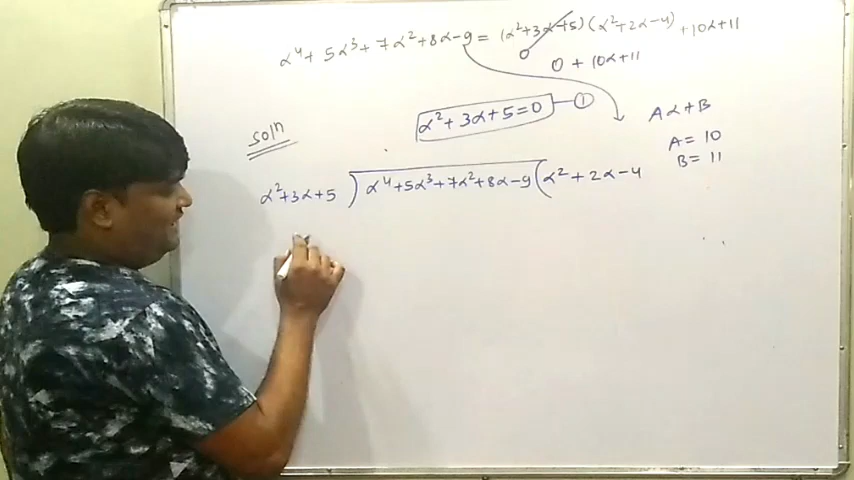 α⁴ + 5α³ + 7α² + 8α - 9 = (α² + 3α + 5) (α² + 2α - 4) + 10α + 11
0
0 + 10α + 11
α² + 3α + 5 = 0 — ①
Aα + B
A = 10
B = 11
soln
α² + 3α + 5 ) α⁴ + 5α³ + 7α² + 8α - 9 ( α² + 2α - 4